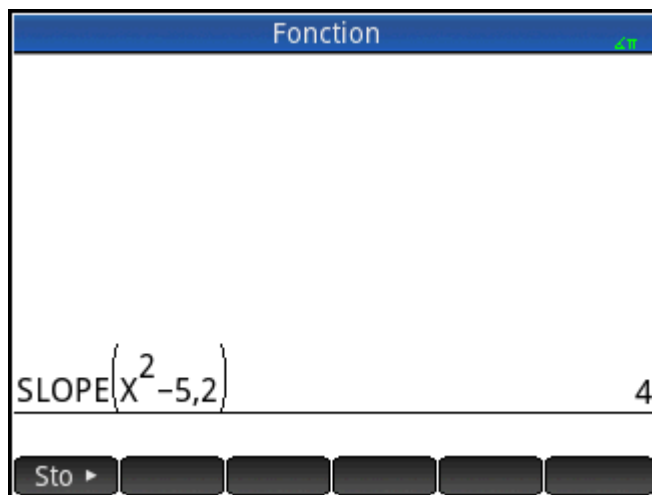 Fonction
∡π
SLOPE(X²−5,2)
4
Sto ►